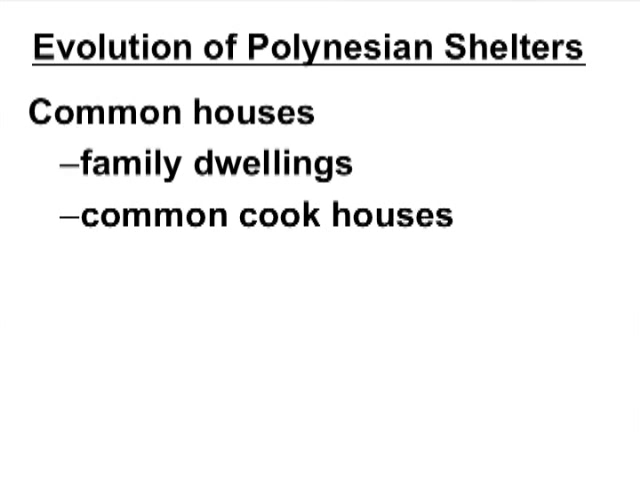 Evolution of Polynesian Shelters
Common houses
–family dwellings
–common cook houses